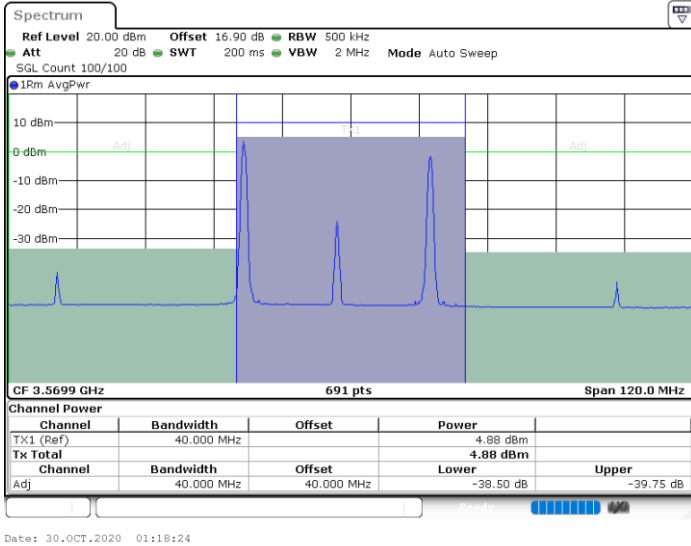 Spectrum
Ref Level 20.00 dBm Offset 16.90 dB RBW 500 kHz
Att 20 dB SWT 200 ms VBW 2 MHz Mode Auto Sweep
SGL Count 100/100
1Rm AvgPwr
TX1
10 dBm
Adj Adj
0 dBm
-10 dBm
-20 dBm
-30 dBm
CF 3.5699 GHz 691 pts Span 120.0 MHz
Channel Power
Channel Bandwidth Offset Power
TX1 (Ref) 40.000 MHz 4.88 dBm
Tx Total 4.88 dBm
Channel Bandwidth Offset Lower Upper
Adj 40.000 MHz 40.000 MHz -38.50 dB -39.75 dB
Ready
Date: 30.OCT.2020 01:18:24